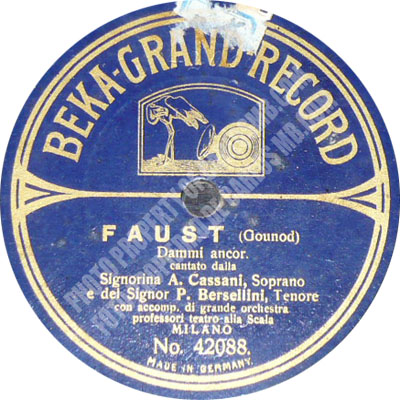 BEKA-GRAND-RECORD
FAUST (Gounod)
Dammi ancor.
cantato dalla
Signorina A. Cassani, Soprano
e del Signor P. Bersellini, Tenore
con accomp. di grande orchestra
professori teatro alla Scala
MILANO
No. 42088.
MADE IN GERMANY.